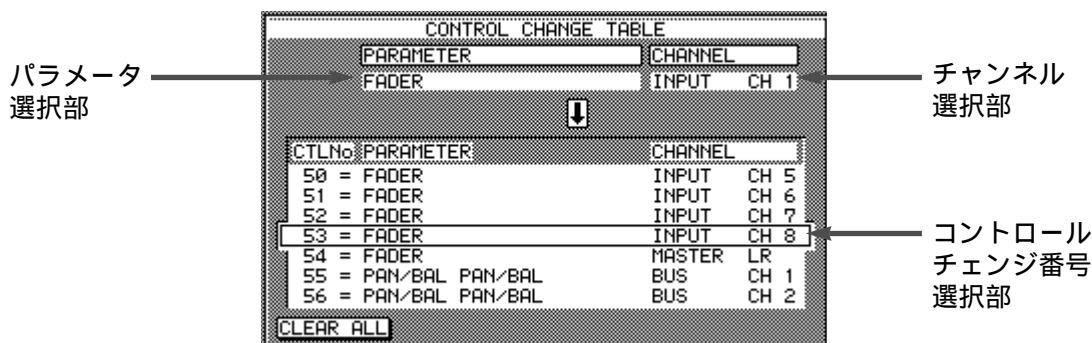 CONTROL CHANGE TABLE
PARAMETER CHANNEL
FADER INPUT CH 1
パラメータ
選択部
チャンネル
選択部
CTLNo PARAMETER CHANNEL
50 = FADER INPUT CH 5
51 = FADER INPUT CH 6
52 = FADER INPUT CH 7
53 = FADER INPUT CH 8
54 = FADER MASTER LR
55 = PAN/BAL PAN/BAL BUS CH 1
56 = PAN/BAL PAN/BAL BUS CH 2
コントロール
チェンジ番号
選択部
CLEAR ALL